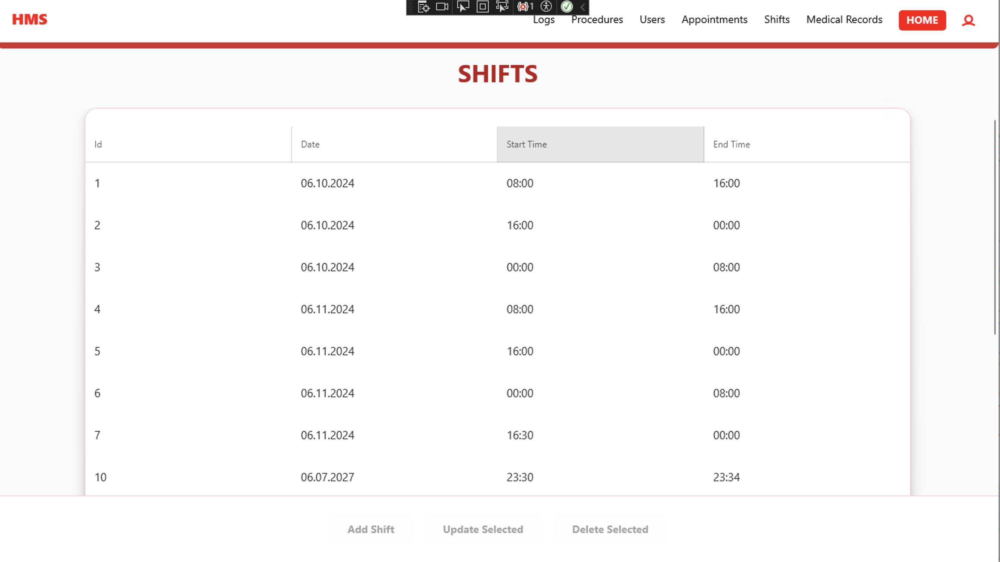 1
HMS Logs Procedures Users Appointments Shifts Medical Records HOME
SHIFTS
Id Date Start Time End Time
1 06.10.2024 08:00 16:00
2 06.10.2024 16:00 00:00
3 06.10.2024 00:00 08:00
4 06.11.2024 08:00 16:00
5 06.11.2024 16:00 00:00
6 06.11.2024 00:00 08:00
7 06.11.2024 16:30 00:00
10 06.07.2027 23:30 23:34
Add Shift Update Selected Delete Selected